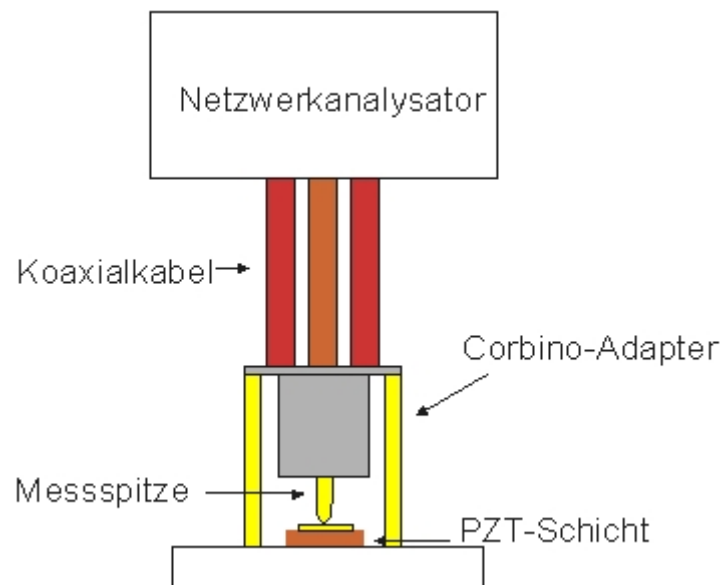 Netzwerkanalysator
Koaxialkabel
Corbino-Adapter
Messspitze
PZT-Schicht